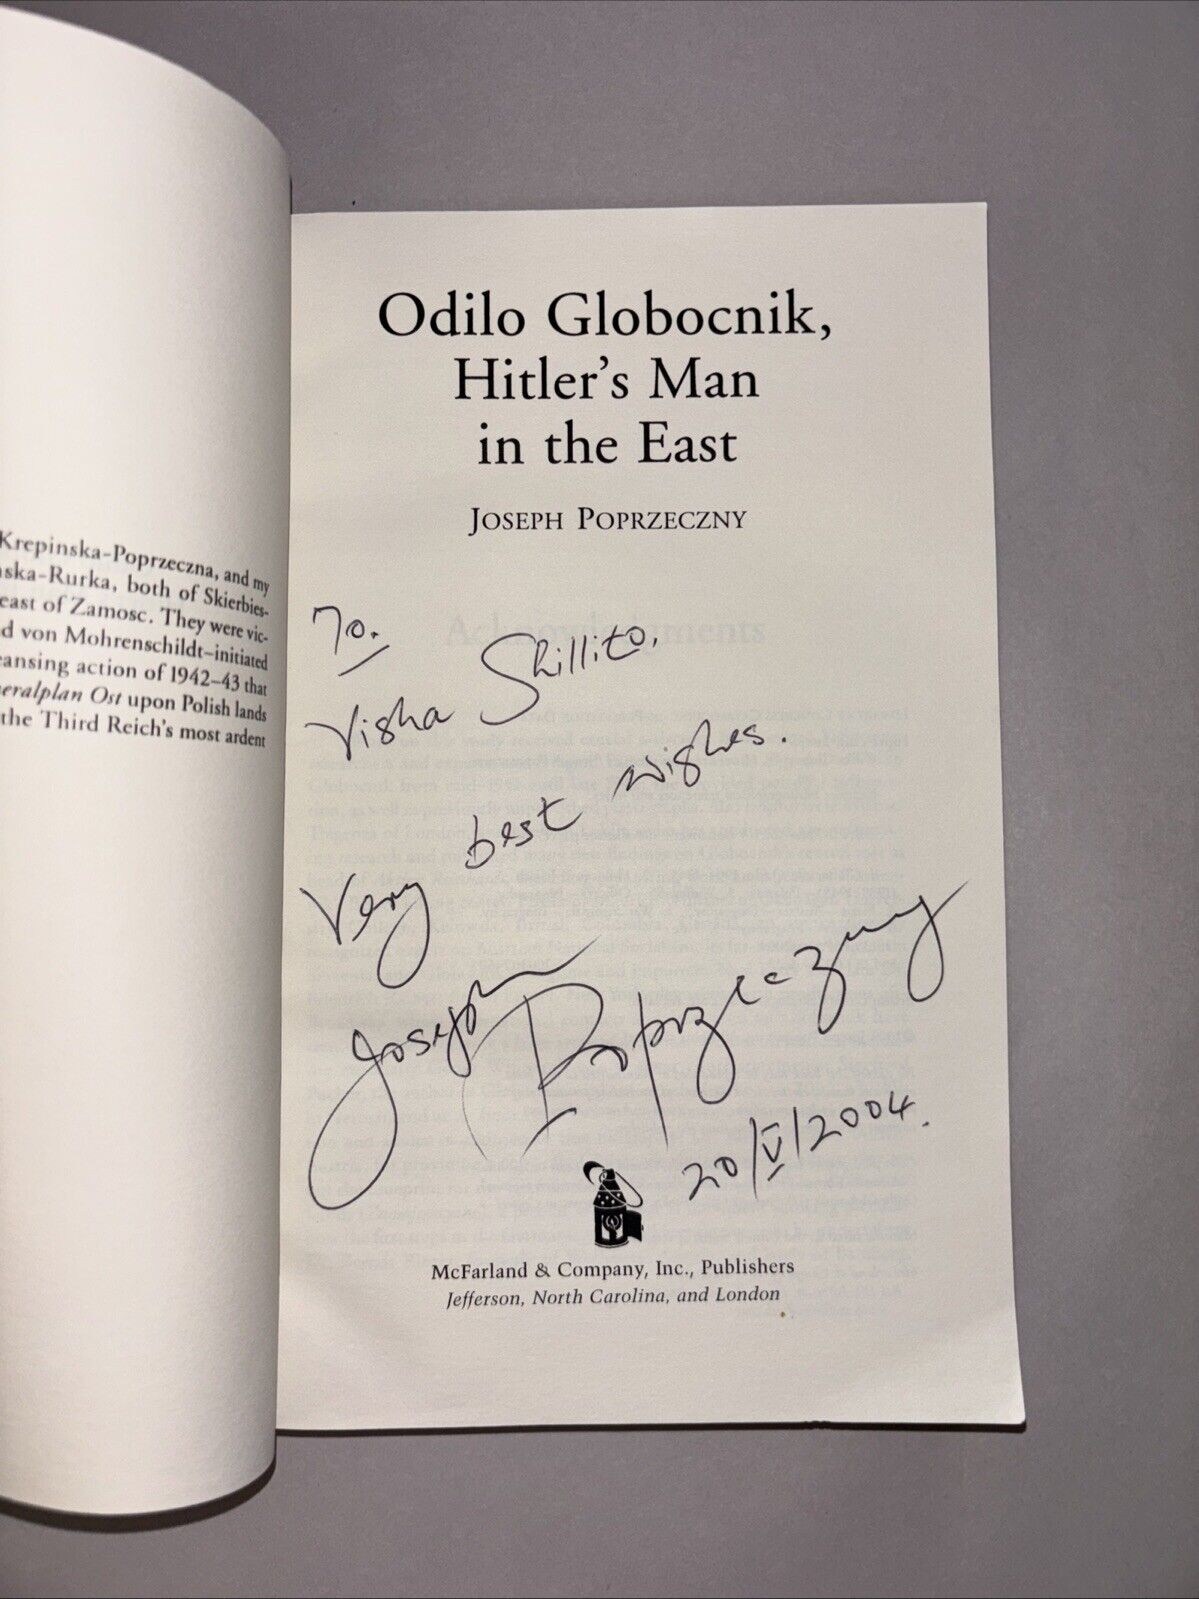 Krepinska-Poprzeczna, and my
ska-Rurka, both of Skierbies-
east of Zamosc. They were vic-
d von Mohrenschildt–initiated
ansing action of 1942–43 that
eralplan Ost upon Polish lands
the Third Reich's most ardent
Odilo Globocnik,
Hitler's Man
in the East
JOSEPH POPRZECZNY
To.
Visha Shillito.
Very best wishes.
Joseph Poprzeczny
20/V/2004.
McFarland & Company, Inc., Publishers
Jefferson, North Carolina, and London